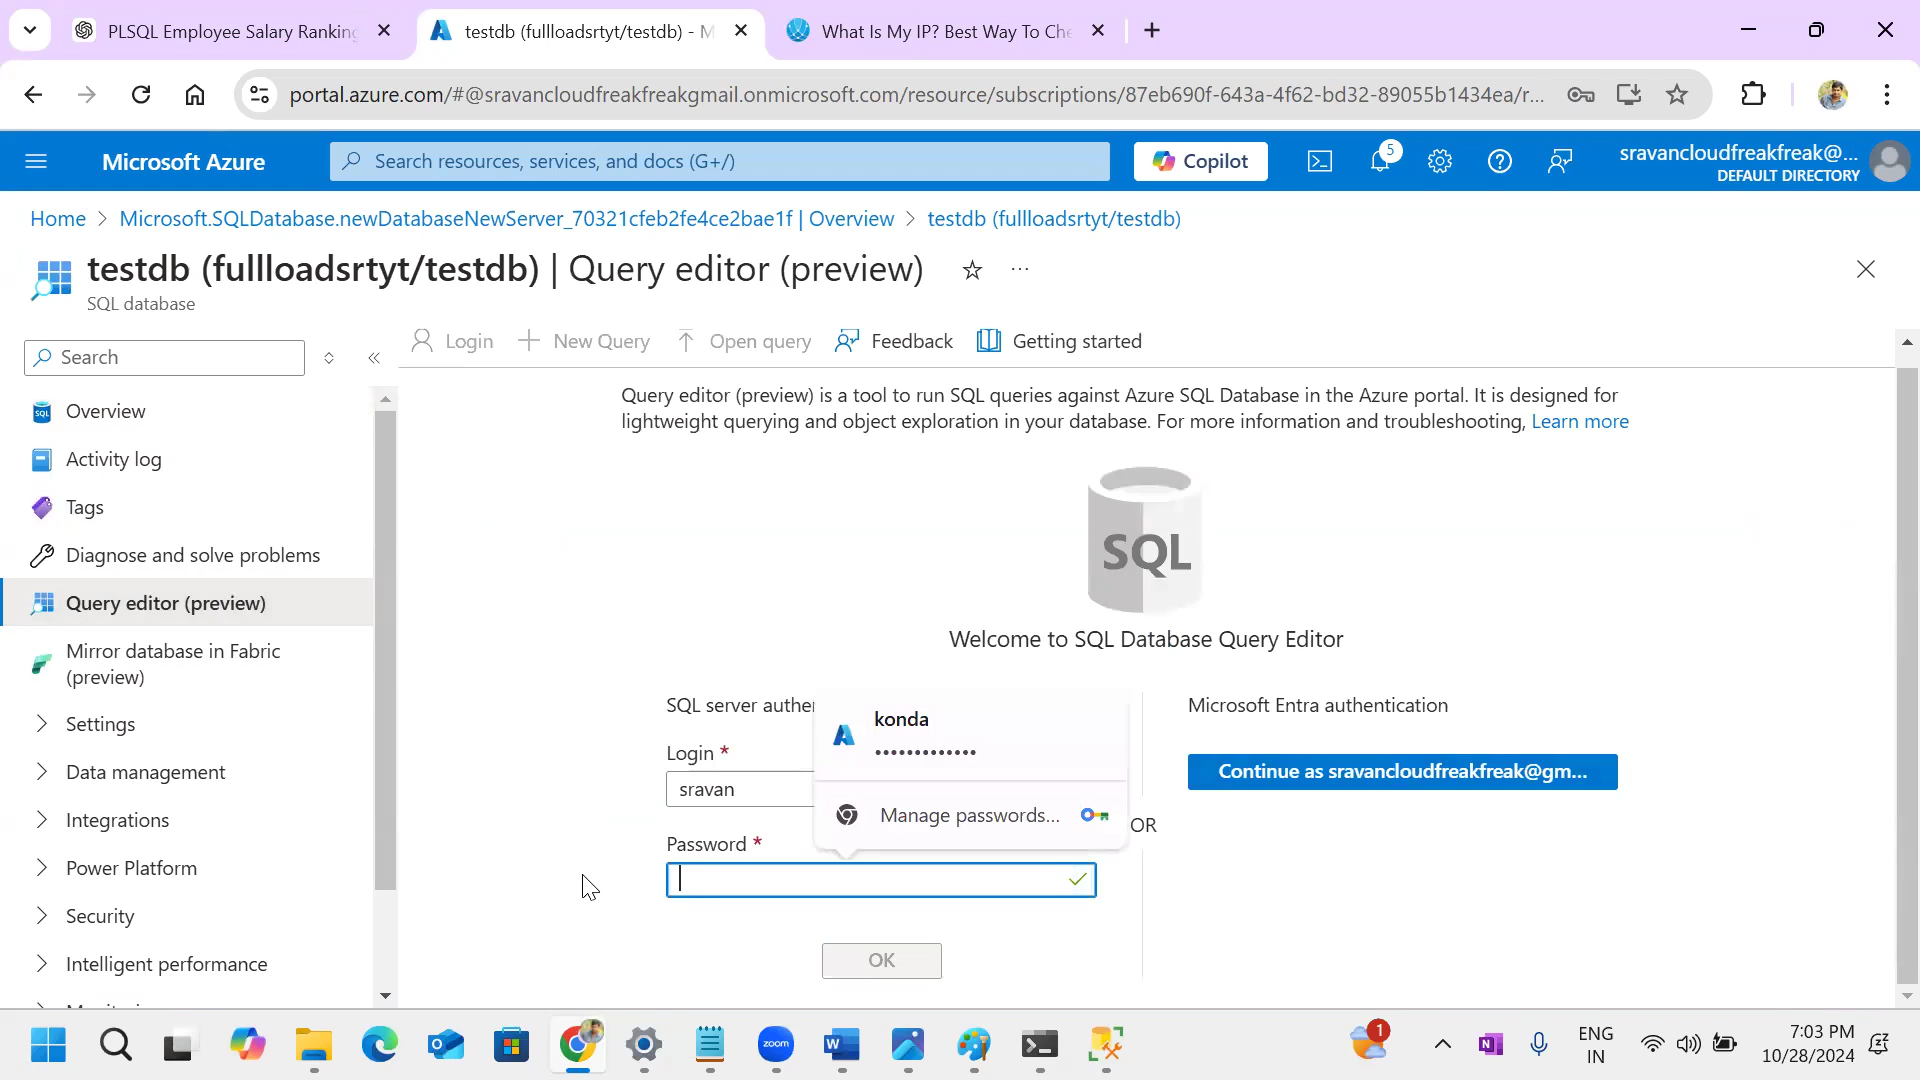 PLSQL Employee Salary Ranking
testdb (fullloadsrtyt/testdb) - M
What Is My IP? Best Way To Che
portal.azure.com/#@sravancloudfreakfreakgmail.onmicrosoft.com/resource/subscriptions/87eb690f-643a-4f62-bd32-89055b1434ea/r...
Microsoft Azure
Search resources, services, and docs (G+/)
Copilot
5
sravancloudfreakfreak@...
DEFAULT DIRECTORY
Home > Microsoft.SQLDatabase.newDatabaseNewServer_70321cfeb2fe4ce2bae1f | Overview > testdb (fullloadsrtyt/testdb)
testdb (fullloadsrtyt/testdb) | Query editor (preview)
SQL database
Search
Login
New Query
Open query
Feedback
Getting started
Overview
Activity log
Tags
Diagnose and solve problems
Query editor (preview)
Mirror database in Fabric
(preview)
Settings
Data management
Integrations
Power Platform
Security
Intelligent performance
Query editor (preview) is a tool to run SQL queries against Azure SQL Database in the Azure portal. It is designed for
lightweight querying and object exploration in your database. For more information and troubleshooting, Learn more
SQL
Welcome to SQL Database Query Editor
SQL server authen
Login *
sravan
Password *
konda
•••••••••••••
Manage passwords...
OK
OR
Microsoft Entra authentication
Continue as sravancloudfreakfreak@gm...
zoom
1
ENG
IN
7:03 PM
10/28/2024